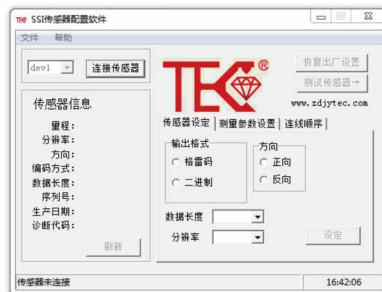 TEK SSI传感器配置软件
文件 帮助
dev1 连接传感器
TEK ®
恢复出厂设置
测试传感器→
www.zdjytec.com
传感器信息
量程:
分辨率:
方向:
编码方式:
数据长度:
序列号:
生产日期:
诊断代码:
刷新
传感器设定 测量参数设置 连线顺序
输出格式
格雷码
二进制
方向
正向
反向
数据长度
分辨率
设定
传感器未连接 16:42:06